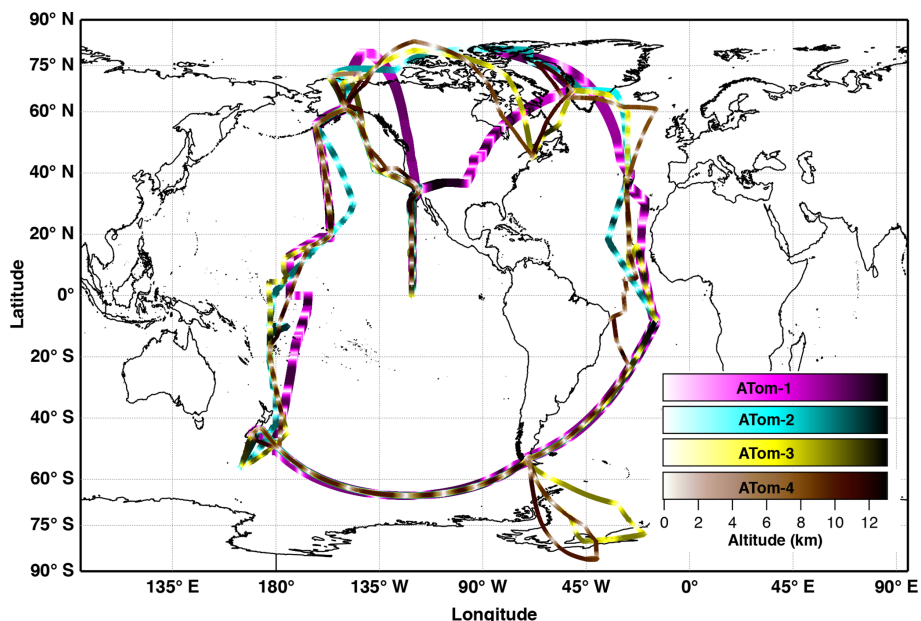 90° N
75° N
60° N
40° N
20° N
0°
20° S
40° S
60° S
75° S
90° S
Latitude
ATom-1
ATom-2
ATom-3
ATom-4
0 2 4 6 8 10 12
Altitude (km)
135° E 180° 135° W 90° W 45° W 0° 45° E 90° E
Longitude